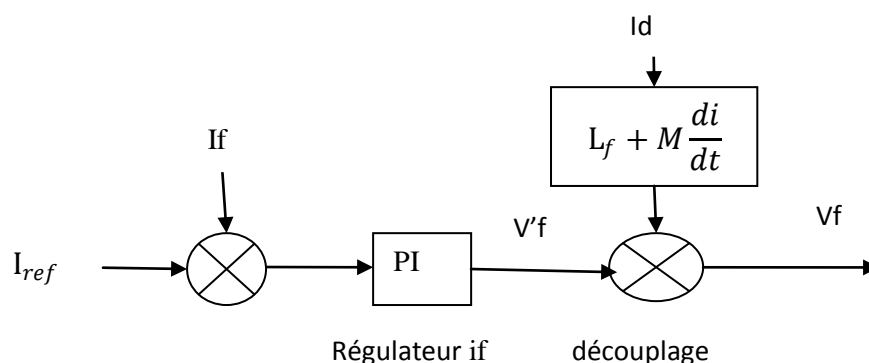 Id
L_f + M di/dt
If
V'f
Vf
I_ref
PI
Régulateur if
découplage